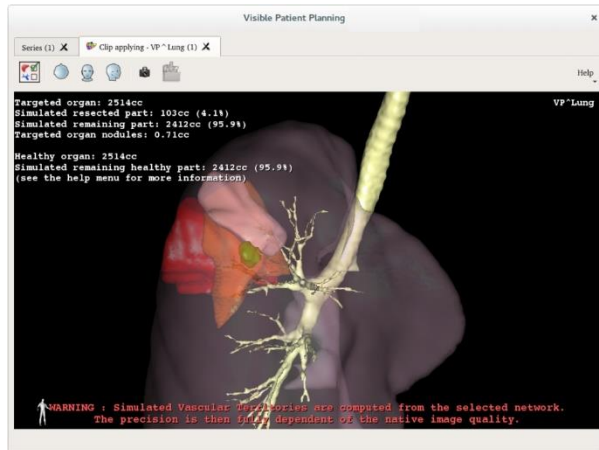 Visible Patient Planning
Series (1) Clip applying - VP^Lung (1)
Help
Targeted organ: 2514cc
VP^Lung
Simulated resected part: 103cc (4.1%)
Simulated remaining part: 2412cc (95.9%)
Targeted organ nodules: 0.71cc
Healthy organ: 2514cc
Simulated remaining healthy part: 2412cc (95.9%)
(see the help menu for more information)
WARNING : Simulated Vascular Territories are computed from the selected network.
The precision is then fully dependent of the native image quality.